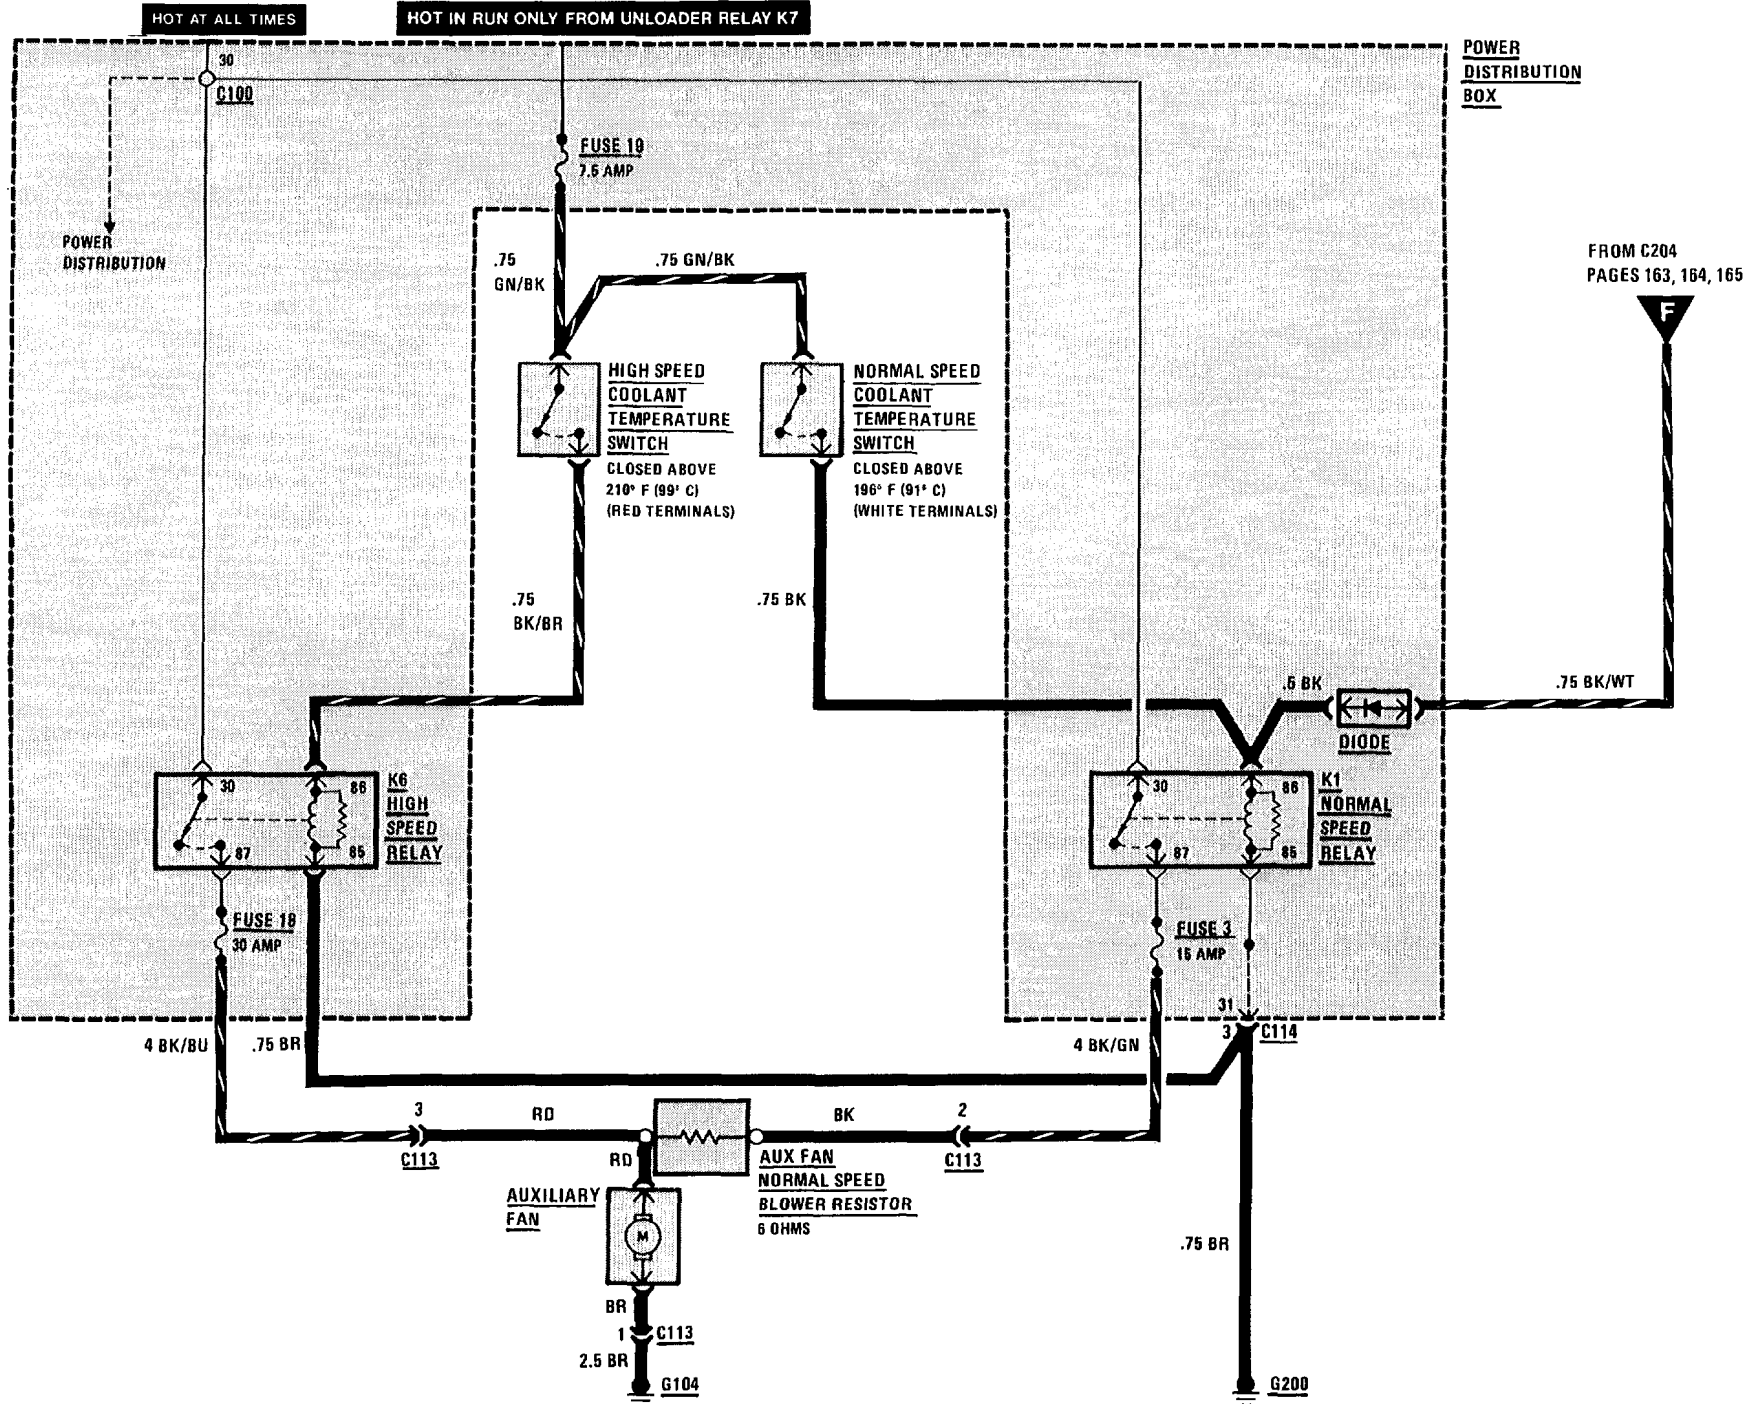 HOT AT ALL TIMES
HOT IN RUN ONLY FROM UNLOADER RELAY K7
POWER
DISTRIBUTION
BOX
30
C100
FUSE 19
7.5 AMP
POWER
DISTRIBUTION
.75
GN/BK
.75 GN/BK
FROM C204
PAGES 163, 164, 165
F
HIGH SPEED
COOLANT
TEMPERATURE
SWITCH
CLOSED ABOVE
210° F (99° C)
(RED TERMINALS)
NORMAL SPEED
COOLANT
TEMPERATURE
SWITCH
CLOSED ABOVE
196° F (91° C)
(WHITE TERMINALS)
.75
BK/BR
.75 BK
.5 BK
.75 BK/WT
DIODE
30
86
87
85
K6
HIGH
SPEED
RELAY
30
86
87
85
K1
NORMAL
SPEED
RELAY
FUSE 18
30 AMP
FUSE 3
15 AMP
31
3
C114
4 BK/BU
.75 BR
4 BK/GN
3
RD
BK
2
C113
C113
RD
AUX FAN
NORMAL SPEED
BLOWER RESISTOR
6 OHMS
AUXILIARY
FAN
M
.75 BR
BR
1
C113
2.5 BR
G104
G200